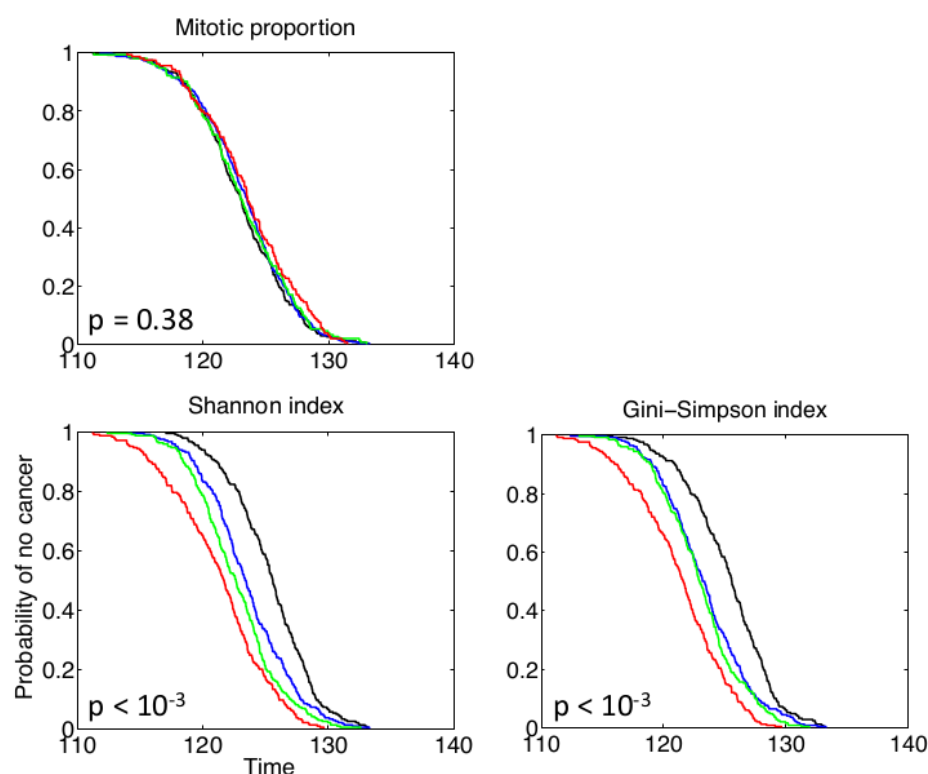 Mitotic proportion
1
0.8
0.6
0.4
0.2
0
p = 0.38
110 120 130 140
Shannon index
1
0.8
0.6
0.4
0.2
0
Probability of no cancer
p < 10⁻³
110 120 130 140
Time
Gini−Simpson index
1
0.8
0.6
0.4
0.2
0
p < 10⁻³
110 120 130 140